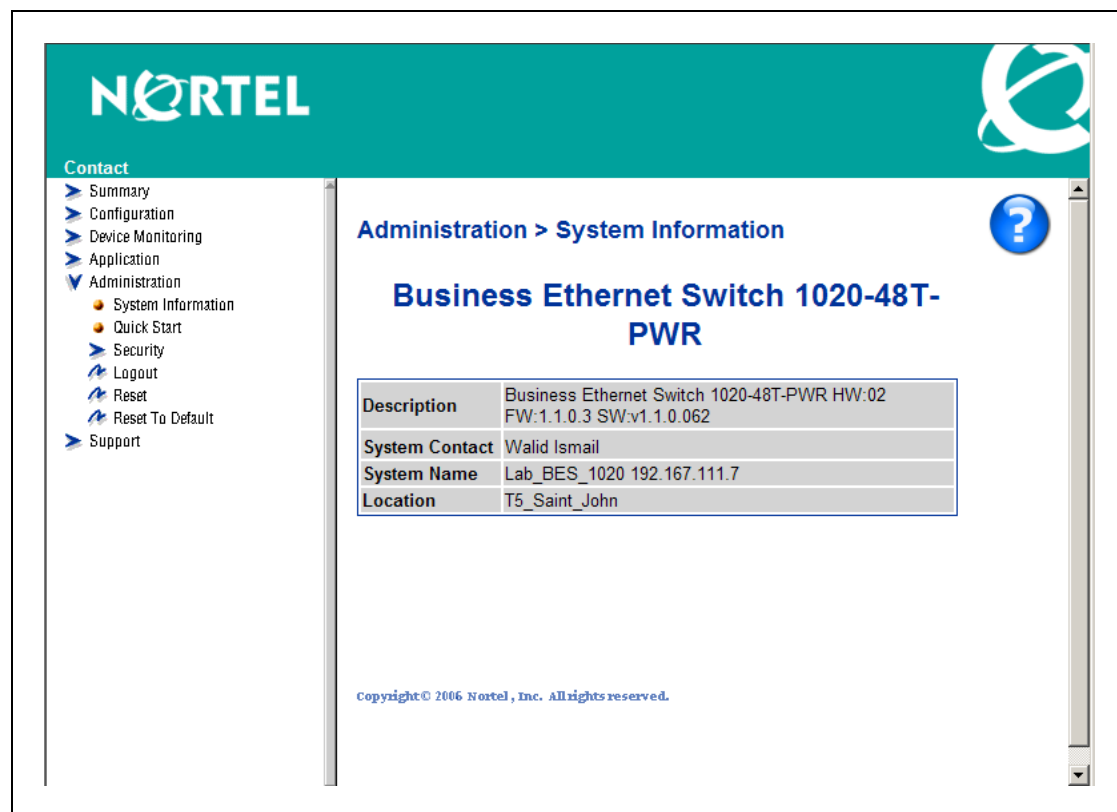 NORTEL
Contact
Summary
Configuration
Device Monitoring
Application
Administration
System Information
Quick Start
Security
Logout
Reset
Reset To Default
Support
Administration > System Information
?
Business Ethernet Switch 1020-48T-
PWR
Description Business Ethernet Switch 1020-48T-PWR HW:02
FW:1.1.0.3 SW:v1.1.0.062
System Contact Walid Ismail
System Name Lab_BES_1020 192.167.111.7
Location T5_Saint_John
Copyright© 2006 Nortel , Inc. All rights reserved.